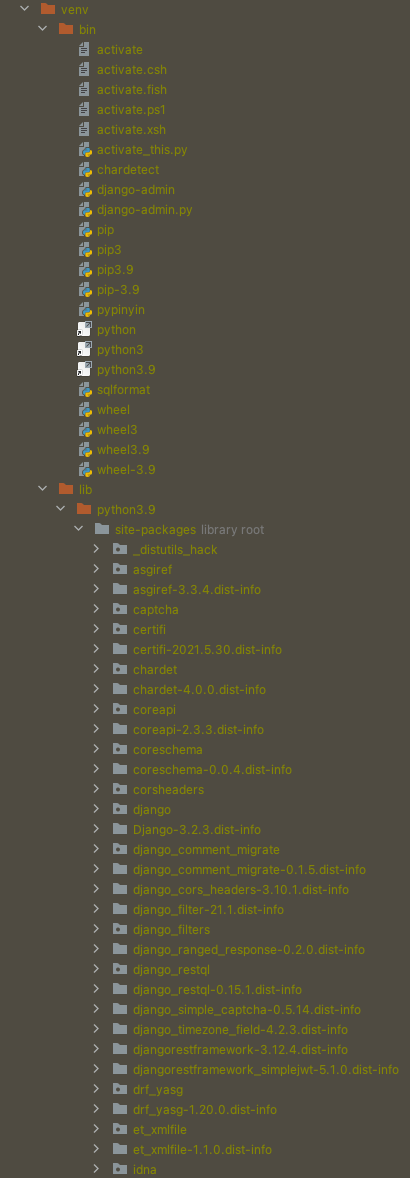 venv
bin
activate
activate.csh
activate.fish
activate.ps1
activate.xsh
activate_this.py
chardetect
django-admin
django-admin.py
pip
pip3
pip3.9
pip-3.9
pypinyin
python
python3
python3.9
sqlformat
wheel
wheel3
wheel3.9
wheel-3.9
lib
python3.9
site-packages library root
_distutils_hack
asgiref
asgiref-3.3.4.dist-info
captcha
certifi
certifi-2021.5.30.dist-info
chardet
chardet-4.0.0.dist-info
coreapi
coreapi-2.3.3.dist-info
coreschema
coreschema-0.0.4.dist-info
corsheaders
django
Django-3.2.3.dist-info
django_comment_migrate
django_comment_migrate-0.1.5.dist-info
django_cors_headers-3.10.1.dist-info
django_filter-21.1.dist-info
django_filters
django_ranged_response-0.2.0.dist-info
django_restql
django_restql-0.15.1.dist-info
django_simple_captcha-0.5.14.dist-info
django_timezone_field-4.2.3.dist-info
djangorestframework-3.12.4.dist-info
djangorestframework_simplejwt-5.1.0.dist-info
drf_yasg
drf_yasg-1.20.0.dist-info
et_xmlfile
et_xmlfile-1.1.0.dist-info
idna